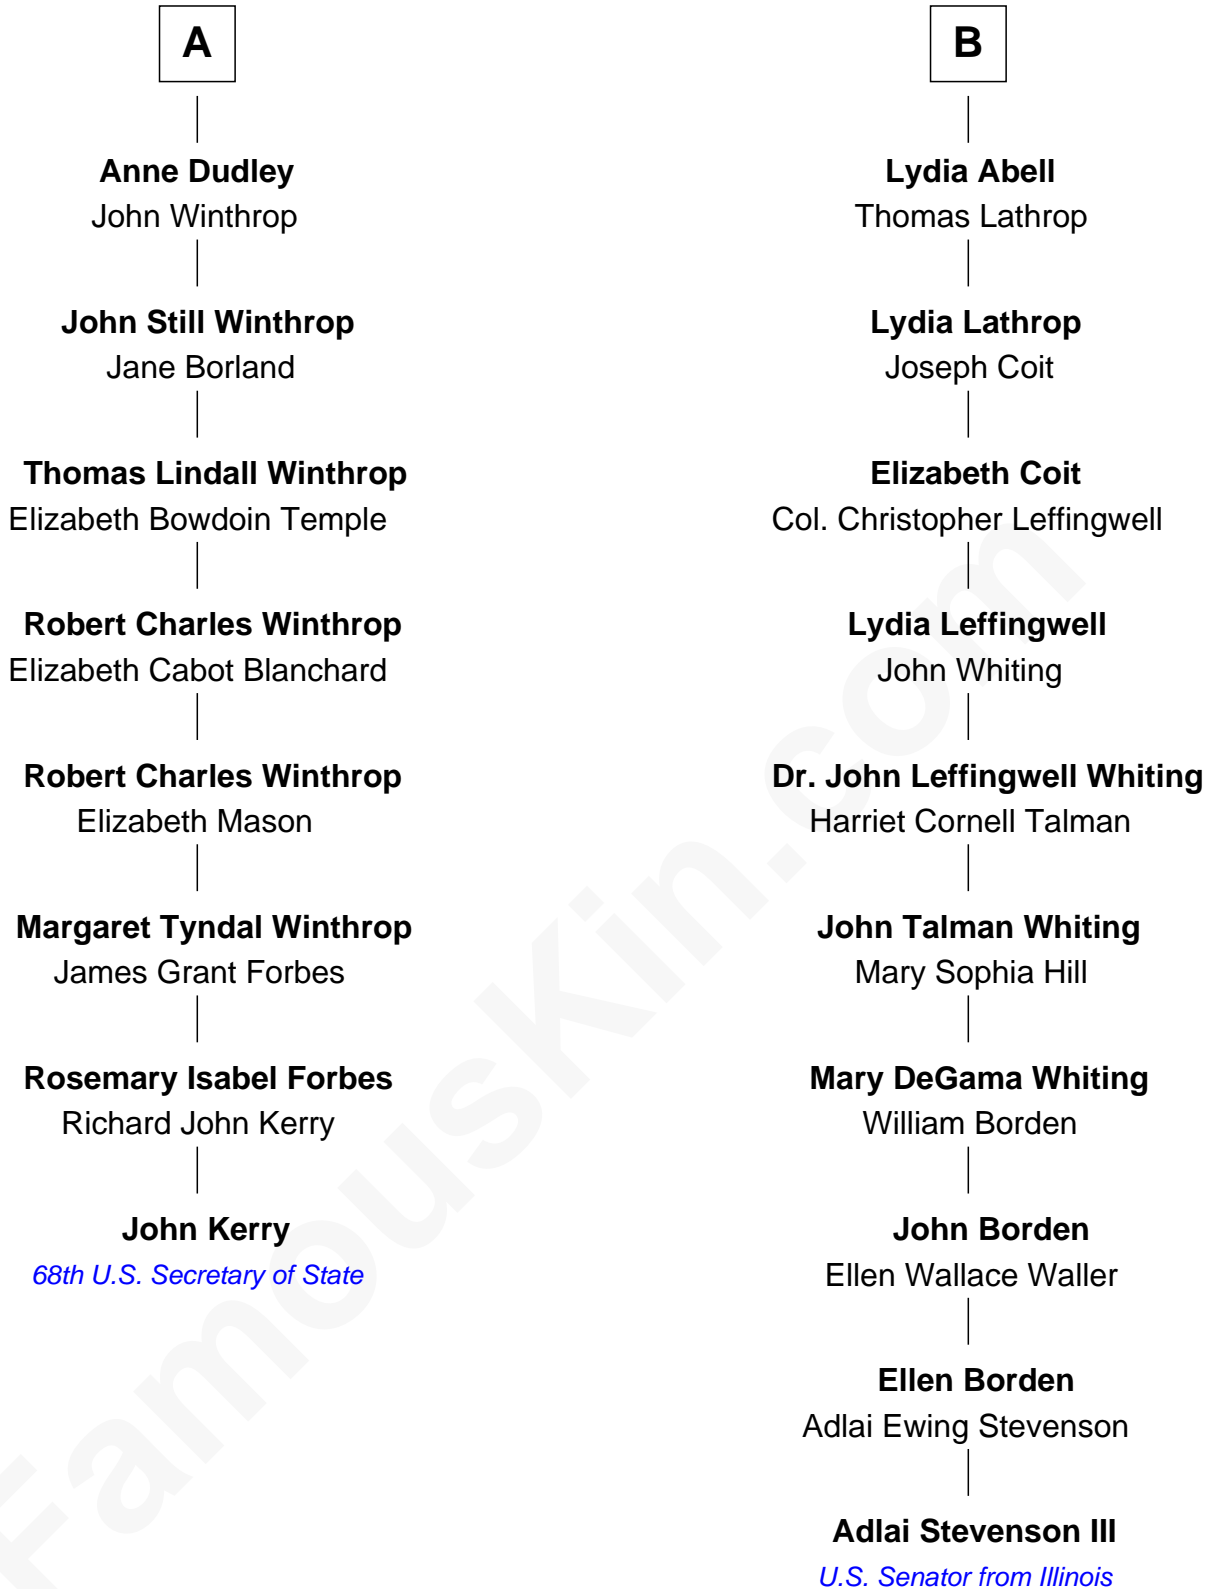 A
Anne Dudley
John Winthrop
John Still Winthrop
Jane Borland
Thomas Lindall Winthrop
Elizabeth Bowdoin Temple
Robert Charles Winthrop
Elizabeth Cabot Blanchard
Robert Charles Winthrop
Elizabeth Mason
Margaret Tyndal Winthrop
James Grant Forbes
Rosemary Isabel Forbes
Richard John Kerry
John Kerry
68th U.S. Secretary of State
B
Lydia Abell
Thomas Lathrop
Lydia Lathrop
Joseph Coit
Elizabeth Coit
Col. Christopher Leffingwell
Lydia Leffingwell
John Whiting
Dr. John Leffingwell Whiting
Harriet Cornell Talman
John Talman Whiting
Mary Sophia Hill
Mary DeGama Whiting
William Borden
John Borden
Ellen Wallace Waller
Ellen Borden
Adlai Ewing Stevenson
Adlai Stevenson III
U.S. Senator from Illinois
FamousKin.com